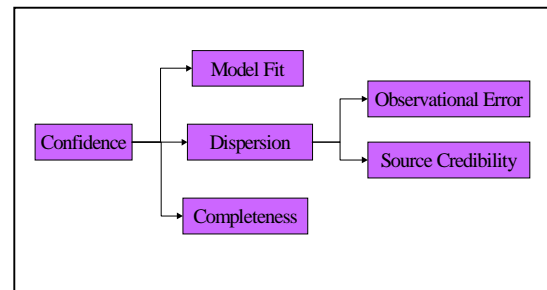 Model Fit
Observational Error
Confidence
Dispersion
Source Credibility
Completeness